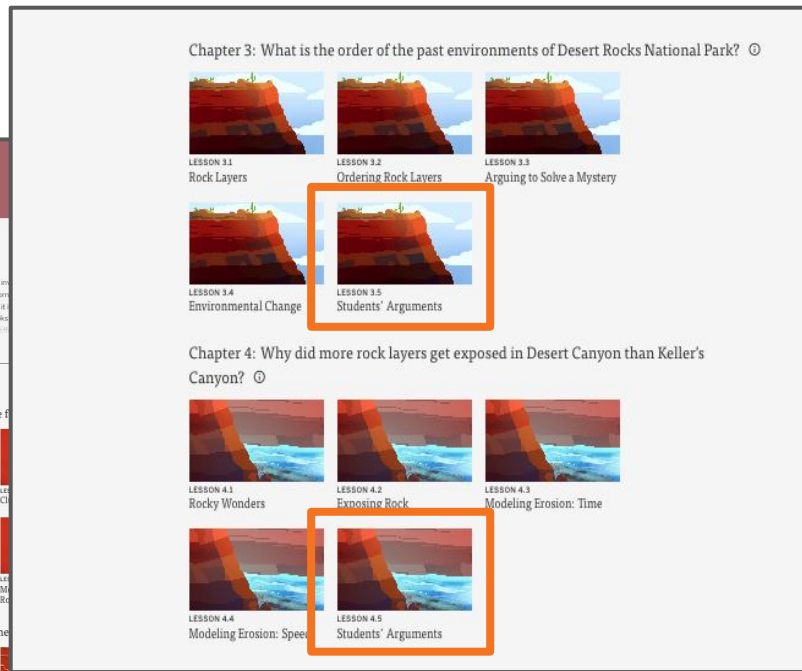 Chapter 3: What is the order of the past environments of Desert Rocks National Park?
LESSON 3.1
Rock Layers
LESSON 3.2
Ordering Rock Layers
LESSON 3.3
Arguing to Solve a Mystery
LESSON 3.4
Environmental Change
LESSON 3.5
Students' Arguments
Chapter 4: Why did more rock layers get exposed in Desert Canyon than Keller's
Canyon?
LESSON 4.1
Rocky Wonders
LESSON 4.2
Exposing Rock
LESSON 4.3
Modeling Erosion: Time
LESSON 4.4
Modeling Erosion: Speed
LESSON 4.5
Students' Arguments